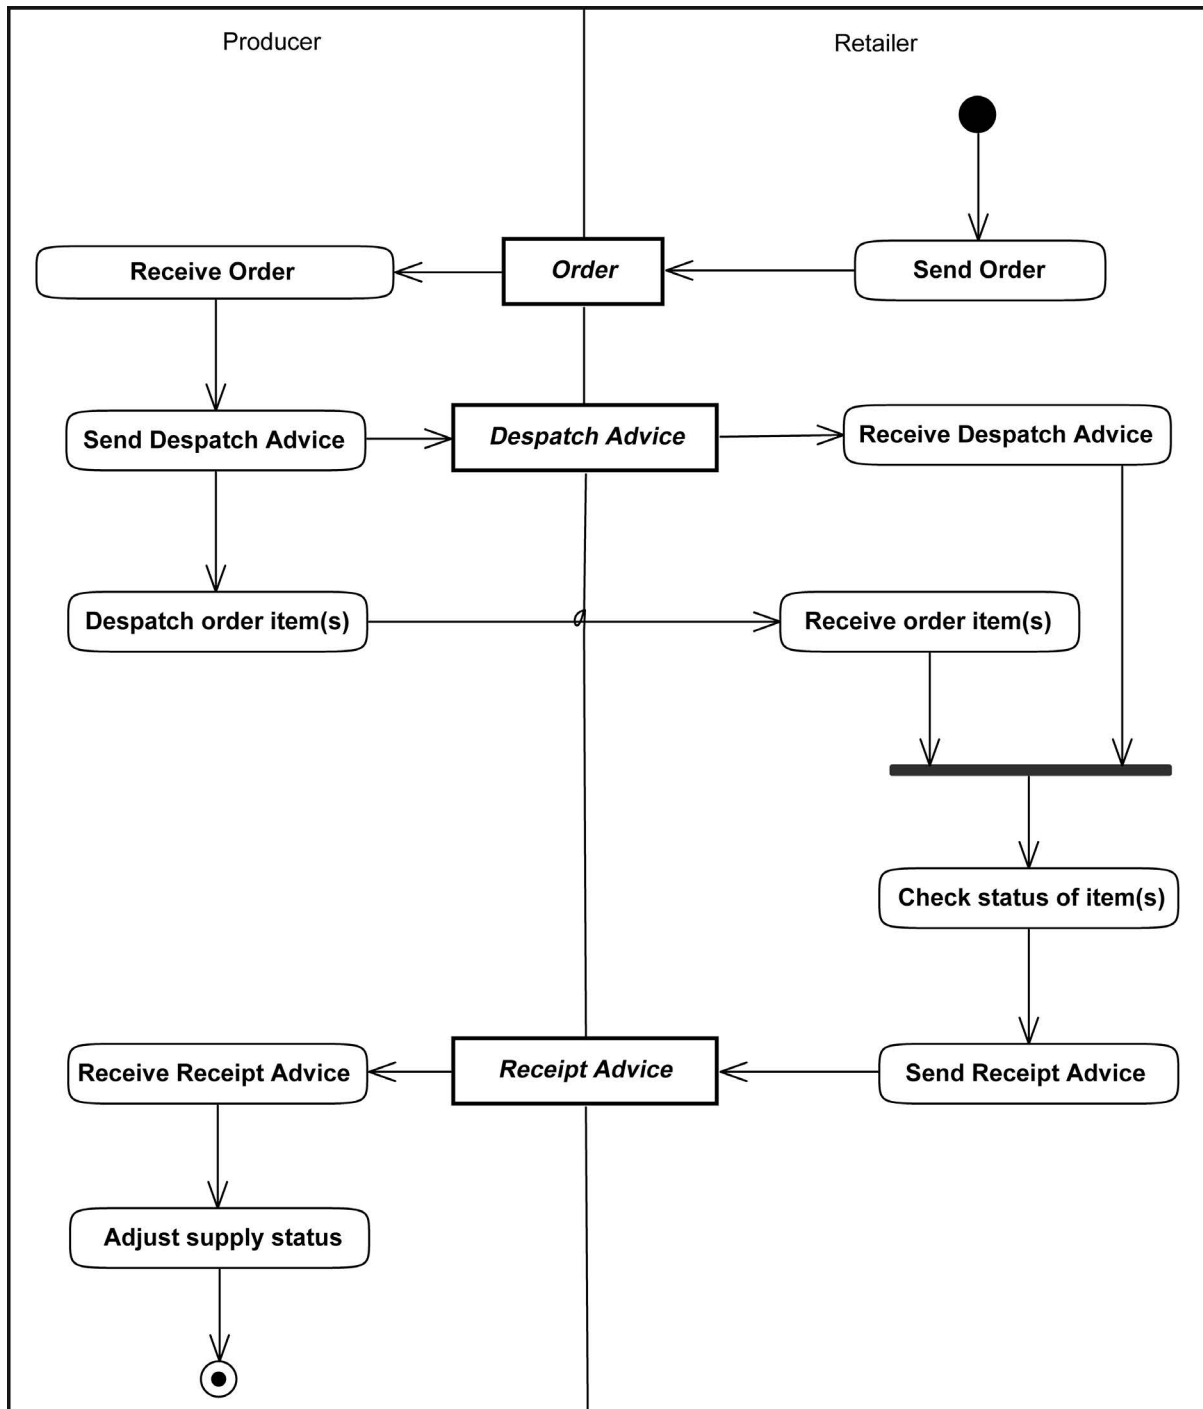 Producer
Retailer
Receive Order
Order
Send Order
Send Despatch Advice
Despatch Advice
Receive Despatch Advice
Despatch order item(s)
Receive order item(s)
Check status of item(s)
Receive Receipt Advice
Receipt Advice
Send Receipt Advice
Adjust supply status